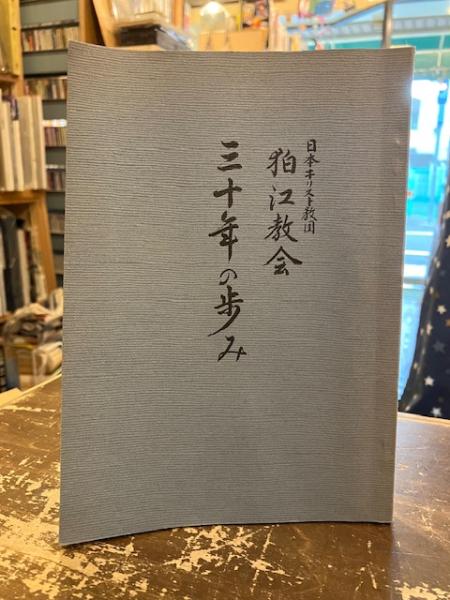 日本キリスト教団
狛江教会
三十年の歩み